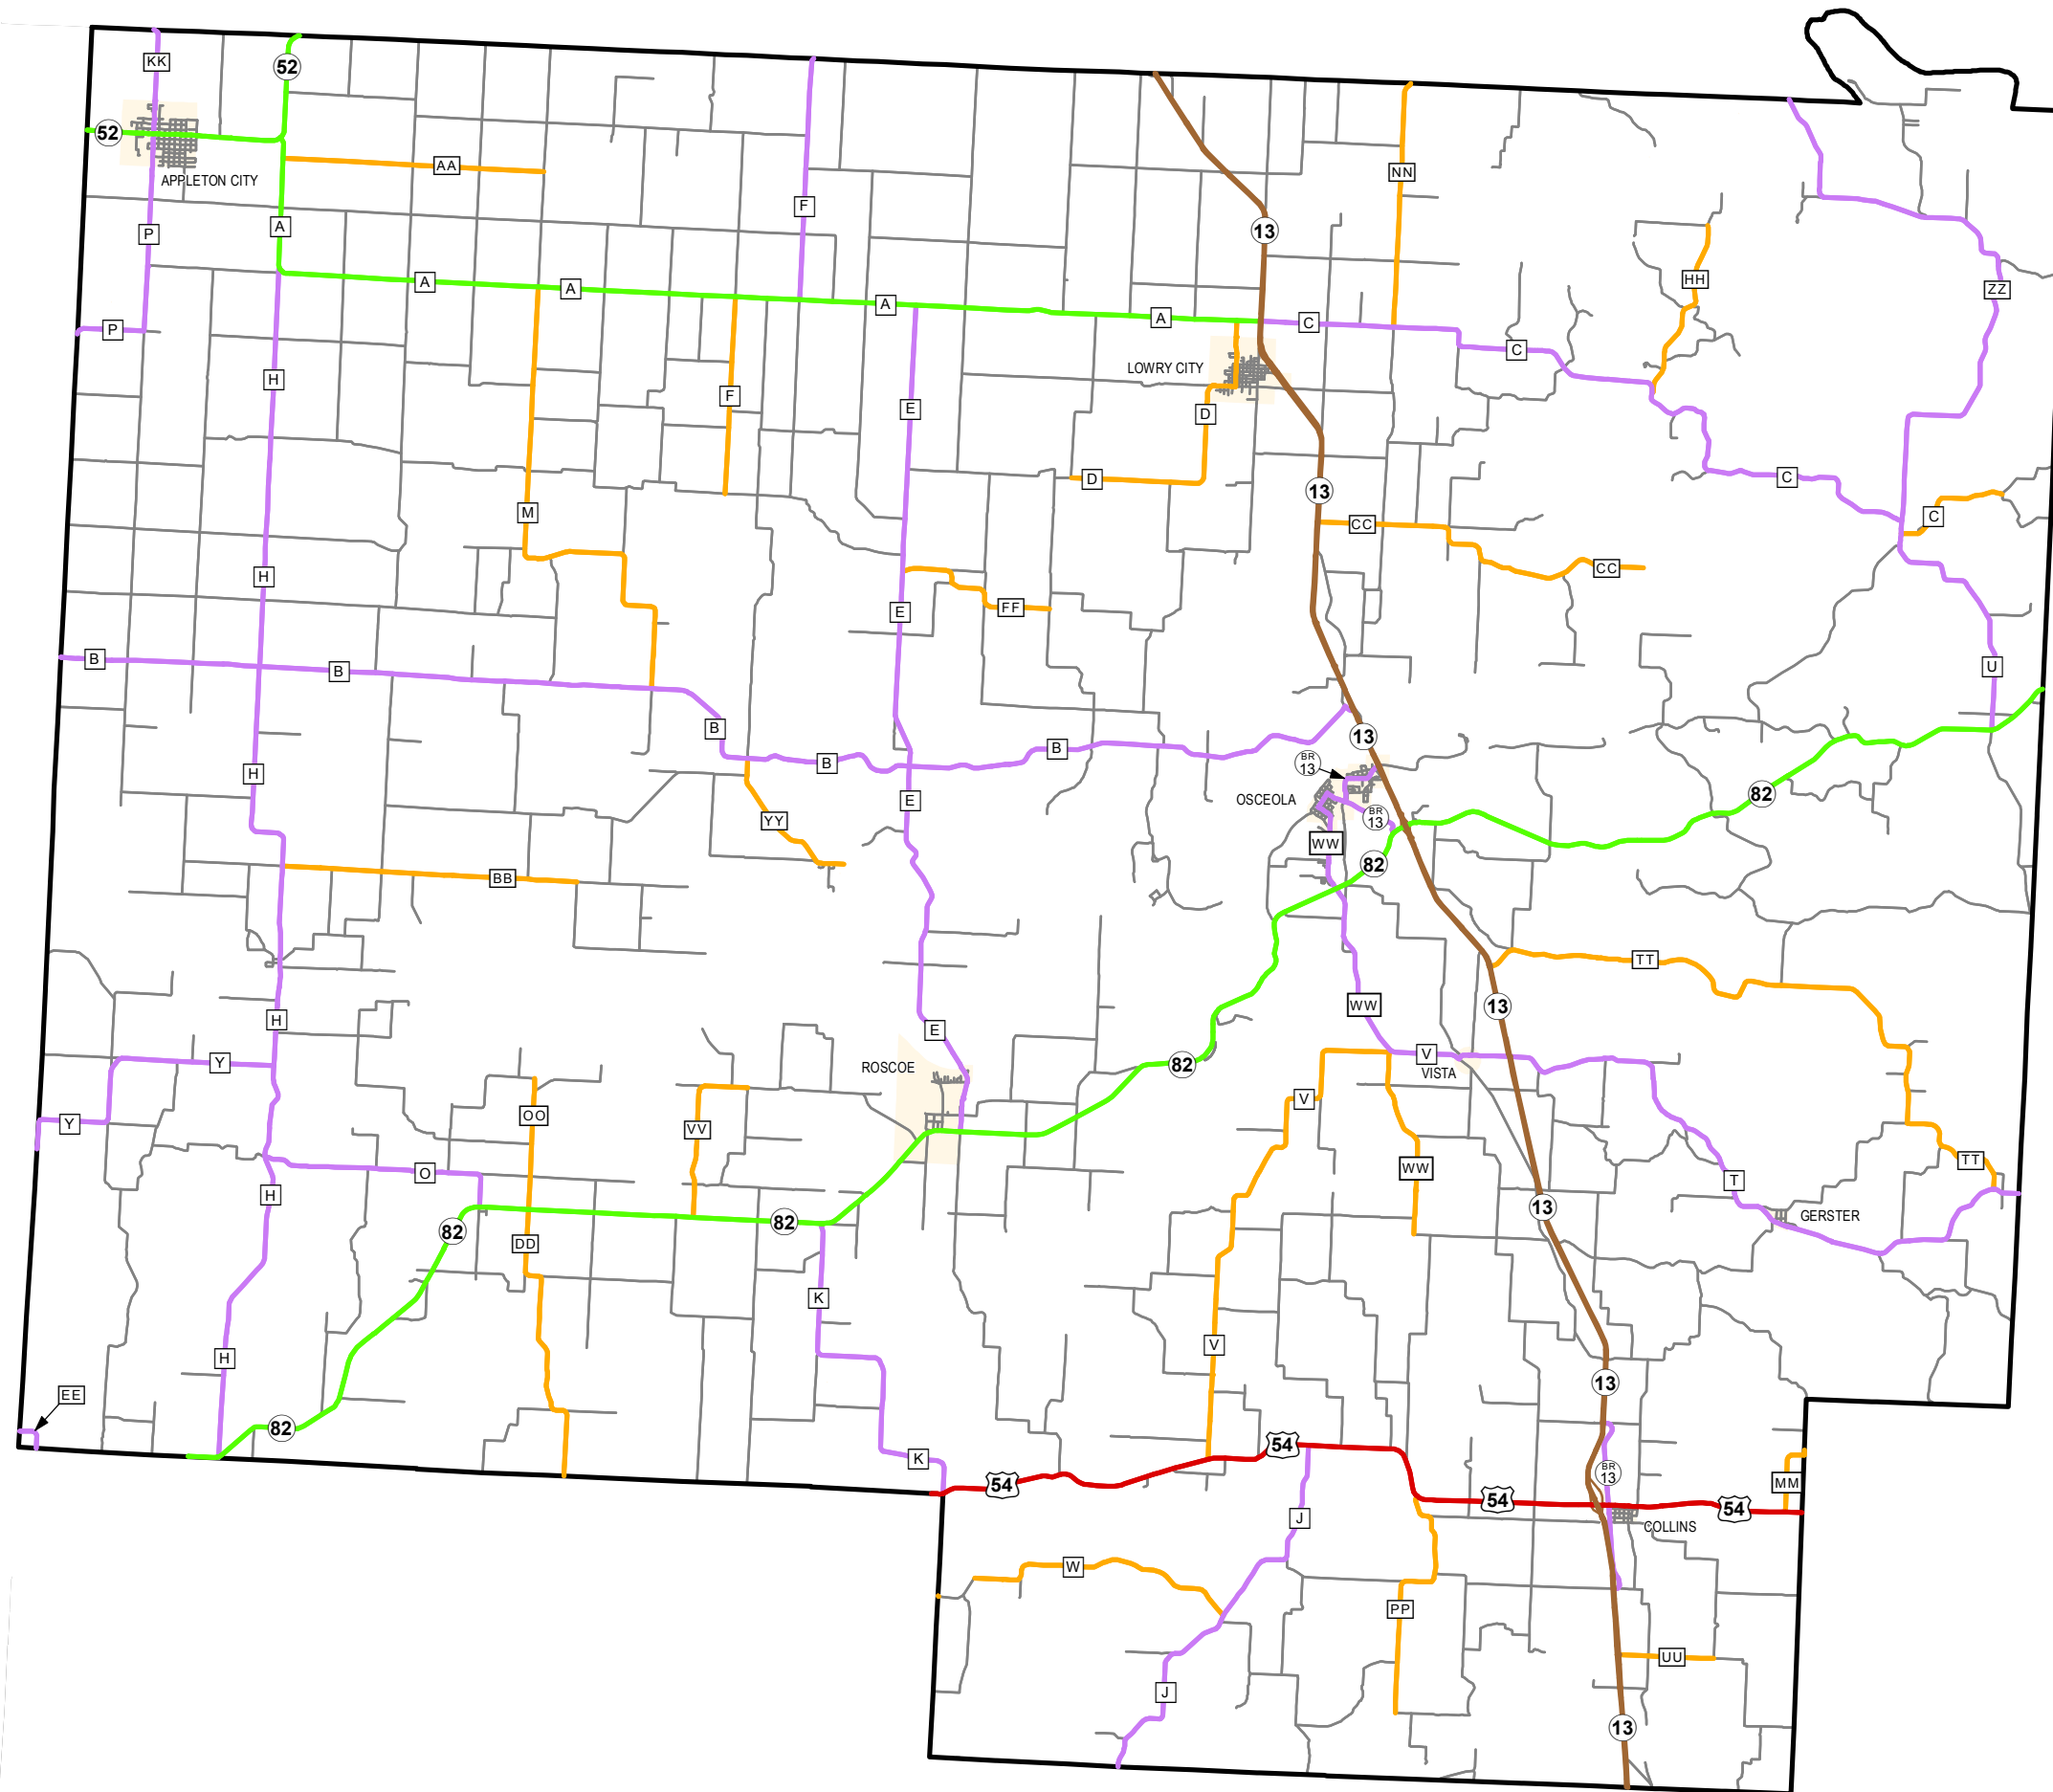 KK
52
52
APPLETON CITY
AA
NN
F
13
P
A
HH
A
A
ZZ
A
A
C
P
C
LOWRY CITY
H
F
E
D
C
D
13
M
C
CC
CC
H
FF
E
B
U
B
B
13
B
B
BR
13
H
82
E
OSCEOLA
BR
13
YY
WW
82
BB
TT
WW
13
H
E
V
Y
82
ROSCOE
VISTA
V
OO
Y
VV
TT
WW
O
T
H
13
GERSTER
82
82
DD
K
V
H
13
EE
82
54
K
BR
13
MM
54
54
54
J
COLLINS
W
PP
UU
J
13